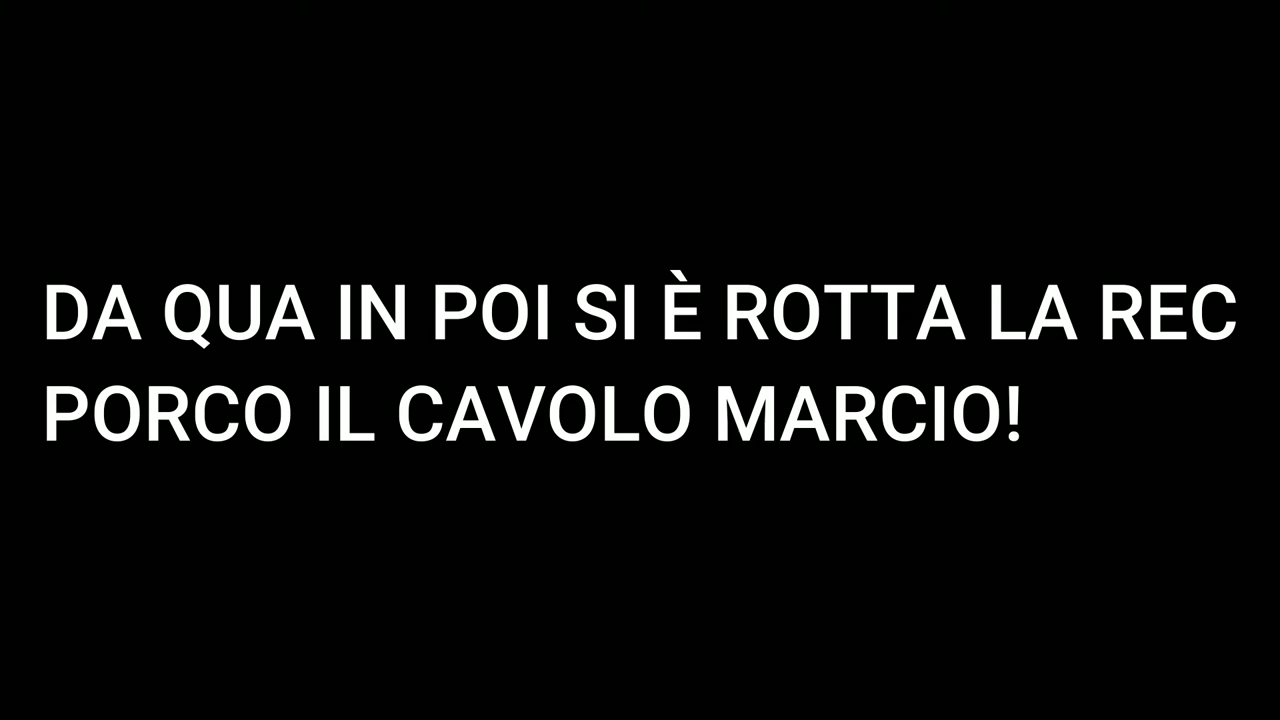 DA QUA IN POI SI È ROTTA LA REC
PORCO IL CAVOLO MARCIO!